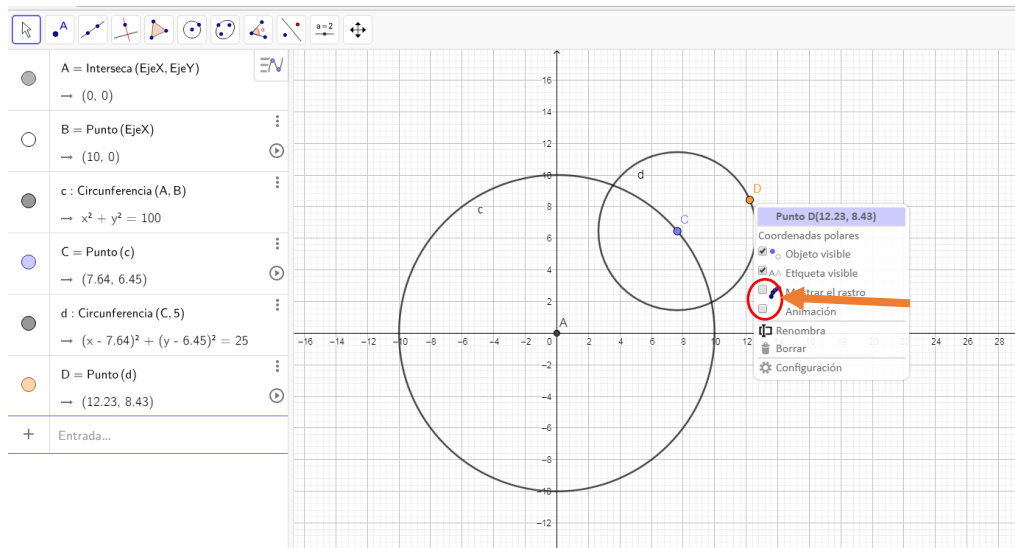 A
a=2
A = Interseca (EjeX, EjeY)
→ (0, 0)
B = Punto (EjeX)
→ (10, 0)
c : Circunferencia (A, B)
→ x² + y² = 100
C = Punto (c)
→ (7.64, 6.45)
d : Circunferencia (C, 5)
→ (x - 7.64)² + (y - 6.45)² = 25
D = Punto (d)
→ (12.23, 8.43)
+ Entrada...
16
14
12
10
8
6
4
2
0
−2
−4
−6
−8
−10
−12
−16 −14 −12 −10 −8 −6 −4 −2 0 2 4 6 8 10 12 14 16 18 20 22 24 26 28
c
d
A
C
D
Punto D(12.23, 8.43)
Coordenadas polares
Objeto visible
AA Etiqueta visible
Mostrar el rastro
Animación
Renombra
Borrar
Configuración